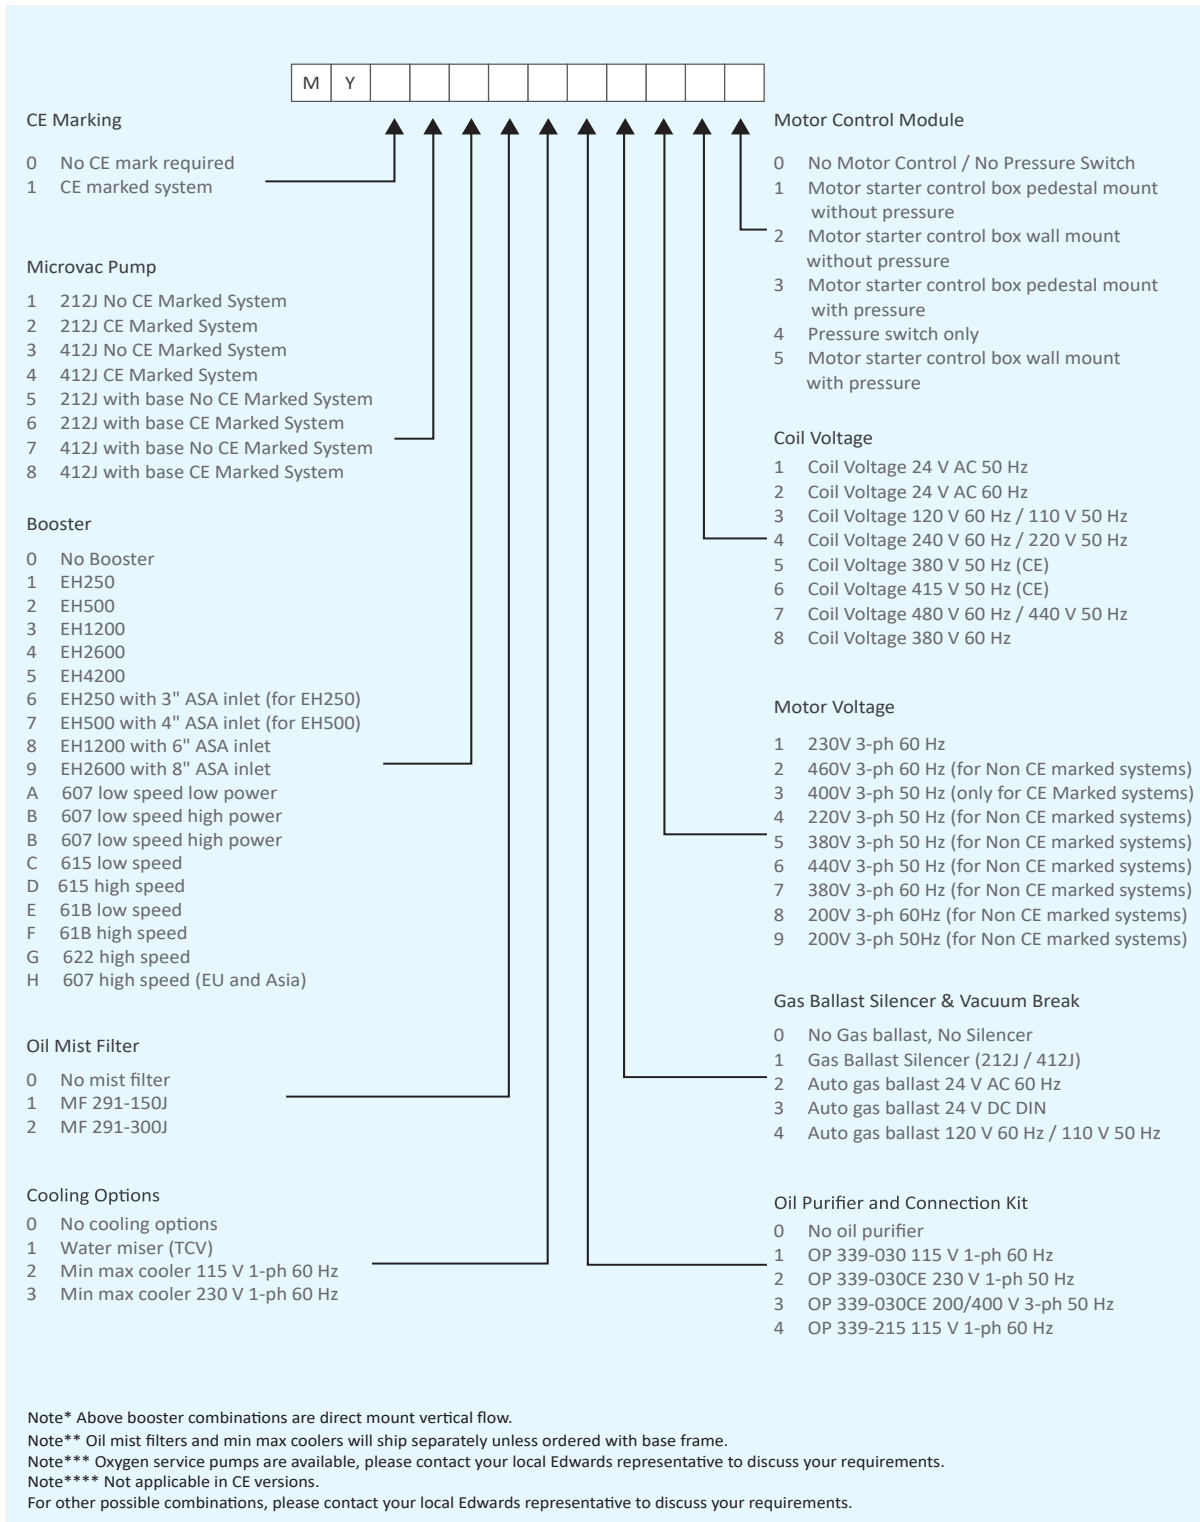 M Y
CE Marking
0 No CE mark required
1 CE marked system
Microvac Pump
1 212J No CE Marked System
2 212J CE Marked System
3 412J No CE Marked System
4 412J CE Marked System
5 212J with base No CE Marked System
6 212J with base CE Marked System
7 412J with base No CE Marked System
8 412J with base CE Marked System
Booster
0 No Booster
1 EH250
2 EH500
3 EH1200
4 EH2600
5 EH4200
6 EH250 with 3" ASA inlet (for EH250)
7 EH500 with 4" ASA inlet (for EH500)
8 EH1200 with 6" ASA inlet
9 EH2600 with 8" ASA inlet
A 607 low speed low power
B 607 low speed high power
B 607 low speed high power
C 615 low speed
D 615 high speed
E 61B low speed
F 61B high speed
G 622 high speed
H 607 high speed (EU and Asia)
Oil Mist Filter
0 No mist filter
1 MF 291-150J
2 MF 291-300J
Cooling Options
0 No cooling options
1 Water miser (TCV)
2 Min max cooler 115 V 1-ph 60 Hz
3 Min max cooler 230 V 1-ph 60 Hz
Motor Control Module
0 No Motor Control / No Pressure Switch
1 Motor starter control box pedestal mount
without pressure
2 Motor starter control box wall mount
without pressure
3 Motor starter control box pedestal mount
with pressure
4 Pressure switch only
5 Motor starter control box wall mount
with pressure
Coil Voltage
1 Coil Voltage 24 V AC 50 Hz
2 Coil Voltage 24 V AC 60 Hz
3 Coil Voltage 120 V 60 Hz / 110 V 50 Hz
4 Coil Voltage 240 V 60 Hz / 220 V 50 Hz
5 Coil Voltage 380 V 50 Hz (CE)
6 Coil Voltage 415 V 50 Hz (CE)
7 Coil Voltage 480 V 60 Hz / 440 V 50 Hz
8 Coil Voltage 380 V 60 Hz
Motor Voltage
1 230V 3-ph 60 Hz
2 460V 3-ph 60 Hz (for Non CE marked systems)
3 400V 3-ph 50 Hz (only for CE Marked systems)
4 220V 3-ph 50 Hz (for Non CE marked systems)
5 380V 3-ph 50 Hz (for Non CE marked systems)
6 440V 3-ph 50 Hz (for Non CE marked systems)
7 380V 3-ph 60 Hz (for Non CE marked systems)
8 200V 3-ph 60Hz (for Non CE marked systems)
9 200V 3-ph 50Hz (for Non CE marked systems)
Gas Ballast Silencer & Vacuum Break
0 No Gas ballast, No Silencer
1 Gas Ballast Silencer (212J / 412J)
2 Auto gas ballast 24 V AC 60 Hz
3 Auto gas ballast 24 V DC DIN
4 Auto gas ballast 120 V 60 Hz / 110 V 50 Hz
Oil Purifier and Connection Kit
0 No oil purifier
1 OP 339-030 115 V 1-ph 60 Hz
2 OP 339-030CE 230 V 1-ph 50 Hz
3 OP 339-030CE 200/400 V 3-ph 50 Hz
4 OP 339-215 115 V 1-ph 60 Hz
Note* Above booster combinations are direct mount vertical flow.
Note** Oil mist filters and min max coolers will ship separately unless ordered with base frame.
Note*** Oxygen service pumps are available, please contact your local Edwards representative to discuss your requirements.
Note**** Not applicable in CE versions.
For other possible combinations, please contact your local Edwards representative to discuss your requirements.